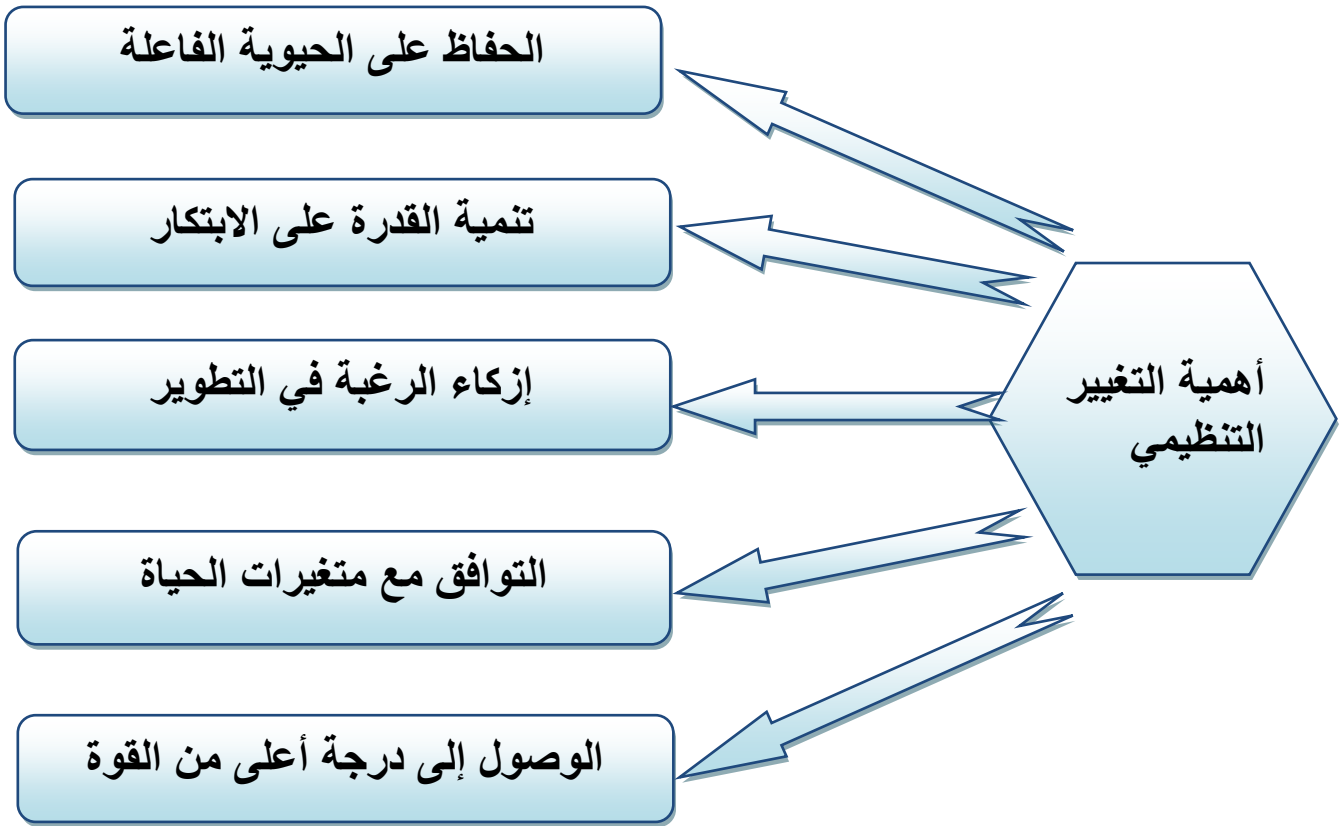 أهمية التغيير
التنظيمي
الحفاظ على الحيوية الفاعلة
تنمية القدرة على الابتكار
إزكاء الرغبة في التطوير
التوافق مع متغيرات الحياة
الوصول إلى درجة أعلى من القوة